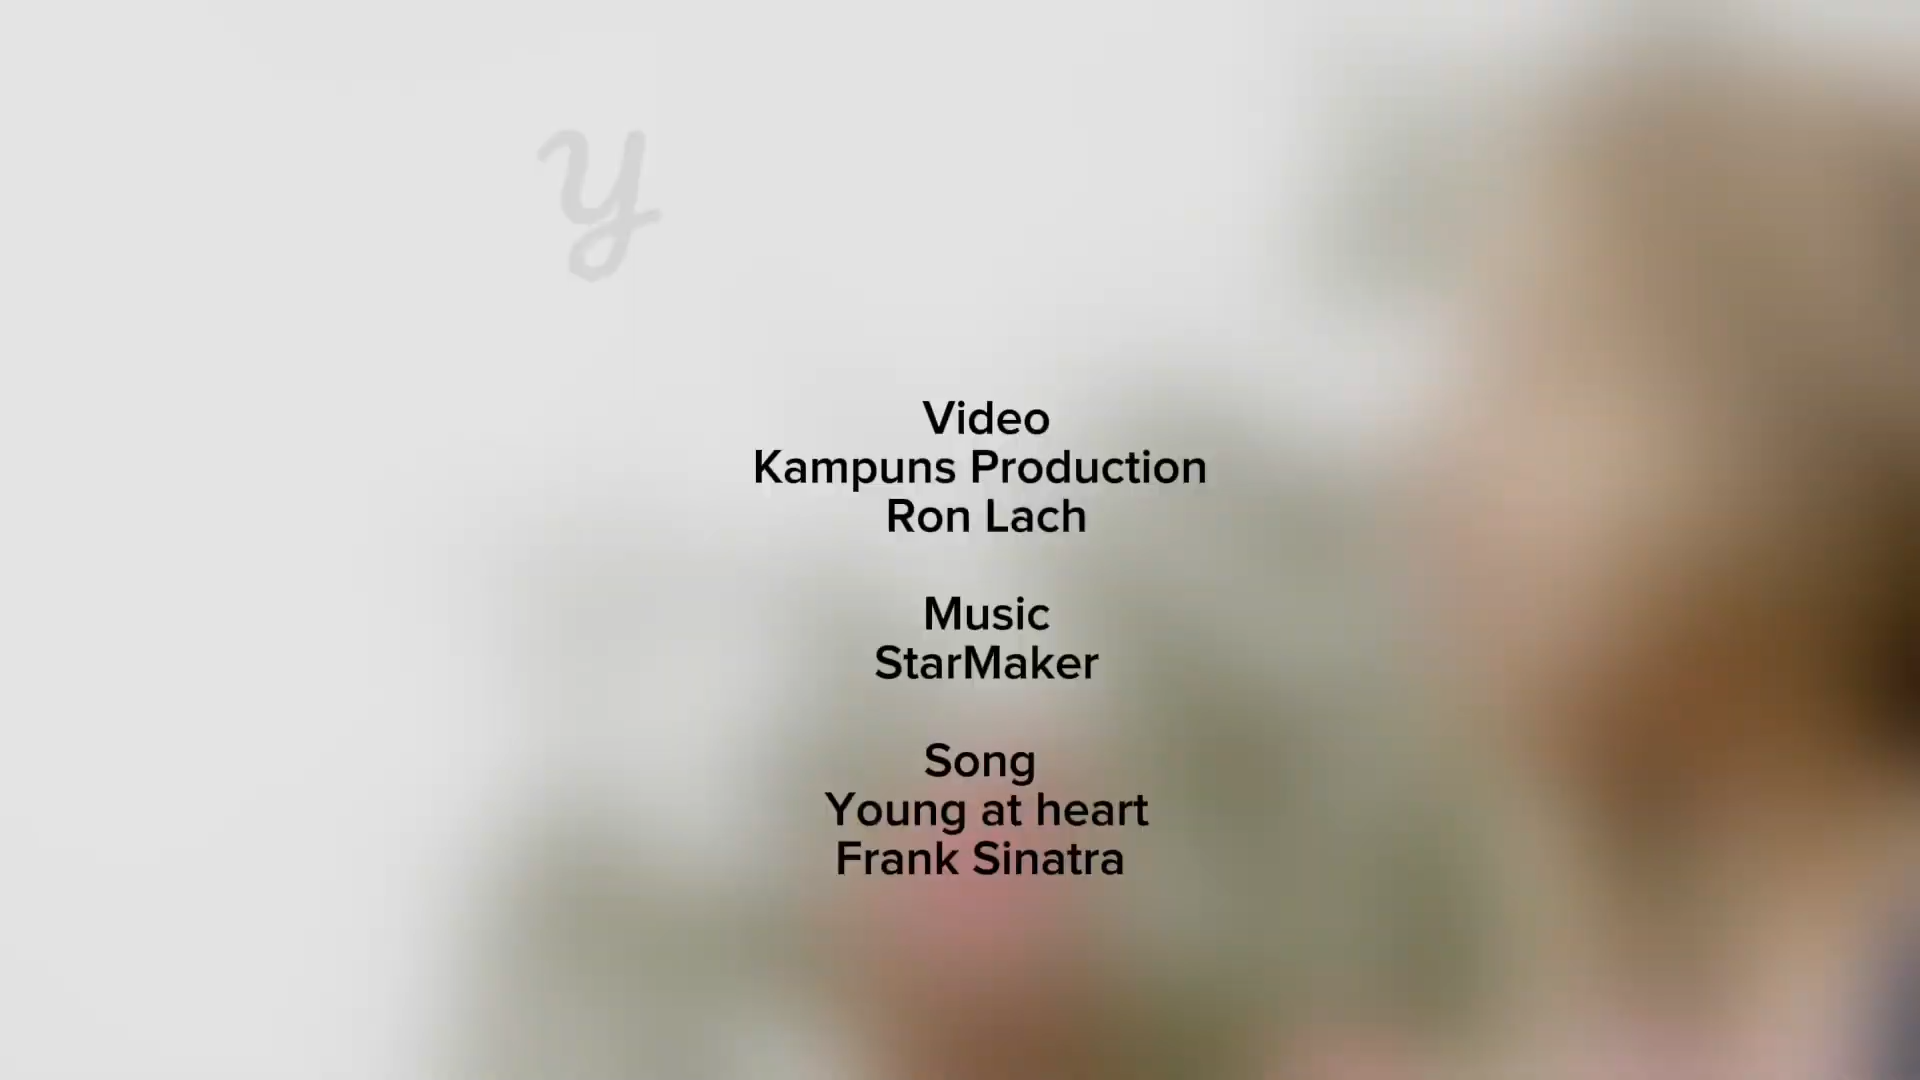 y
Video
Kampuns Production
Ron Lach
Music
StarMaker
Song
Young at heart
Frank Sinatra